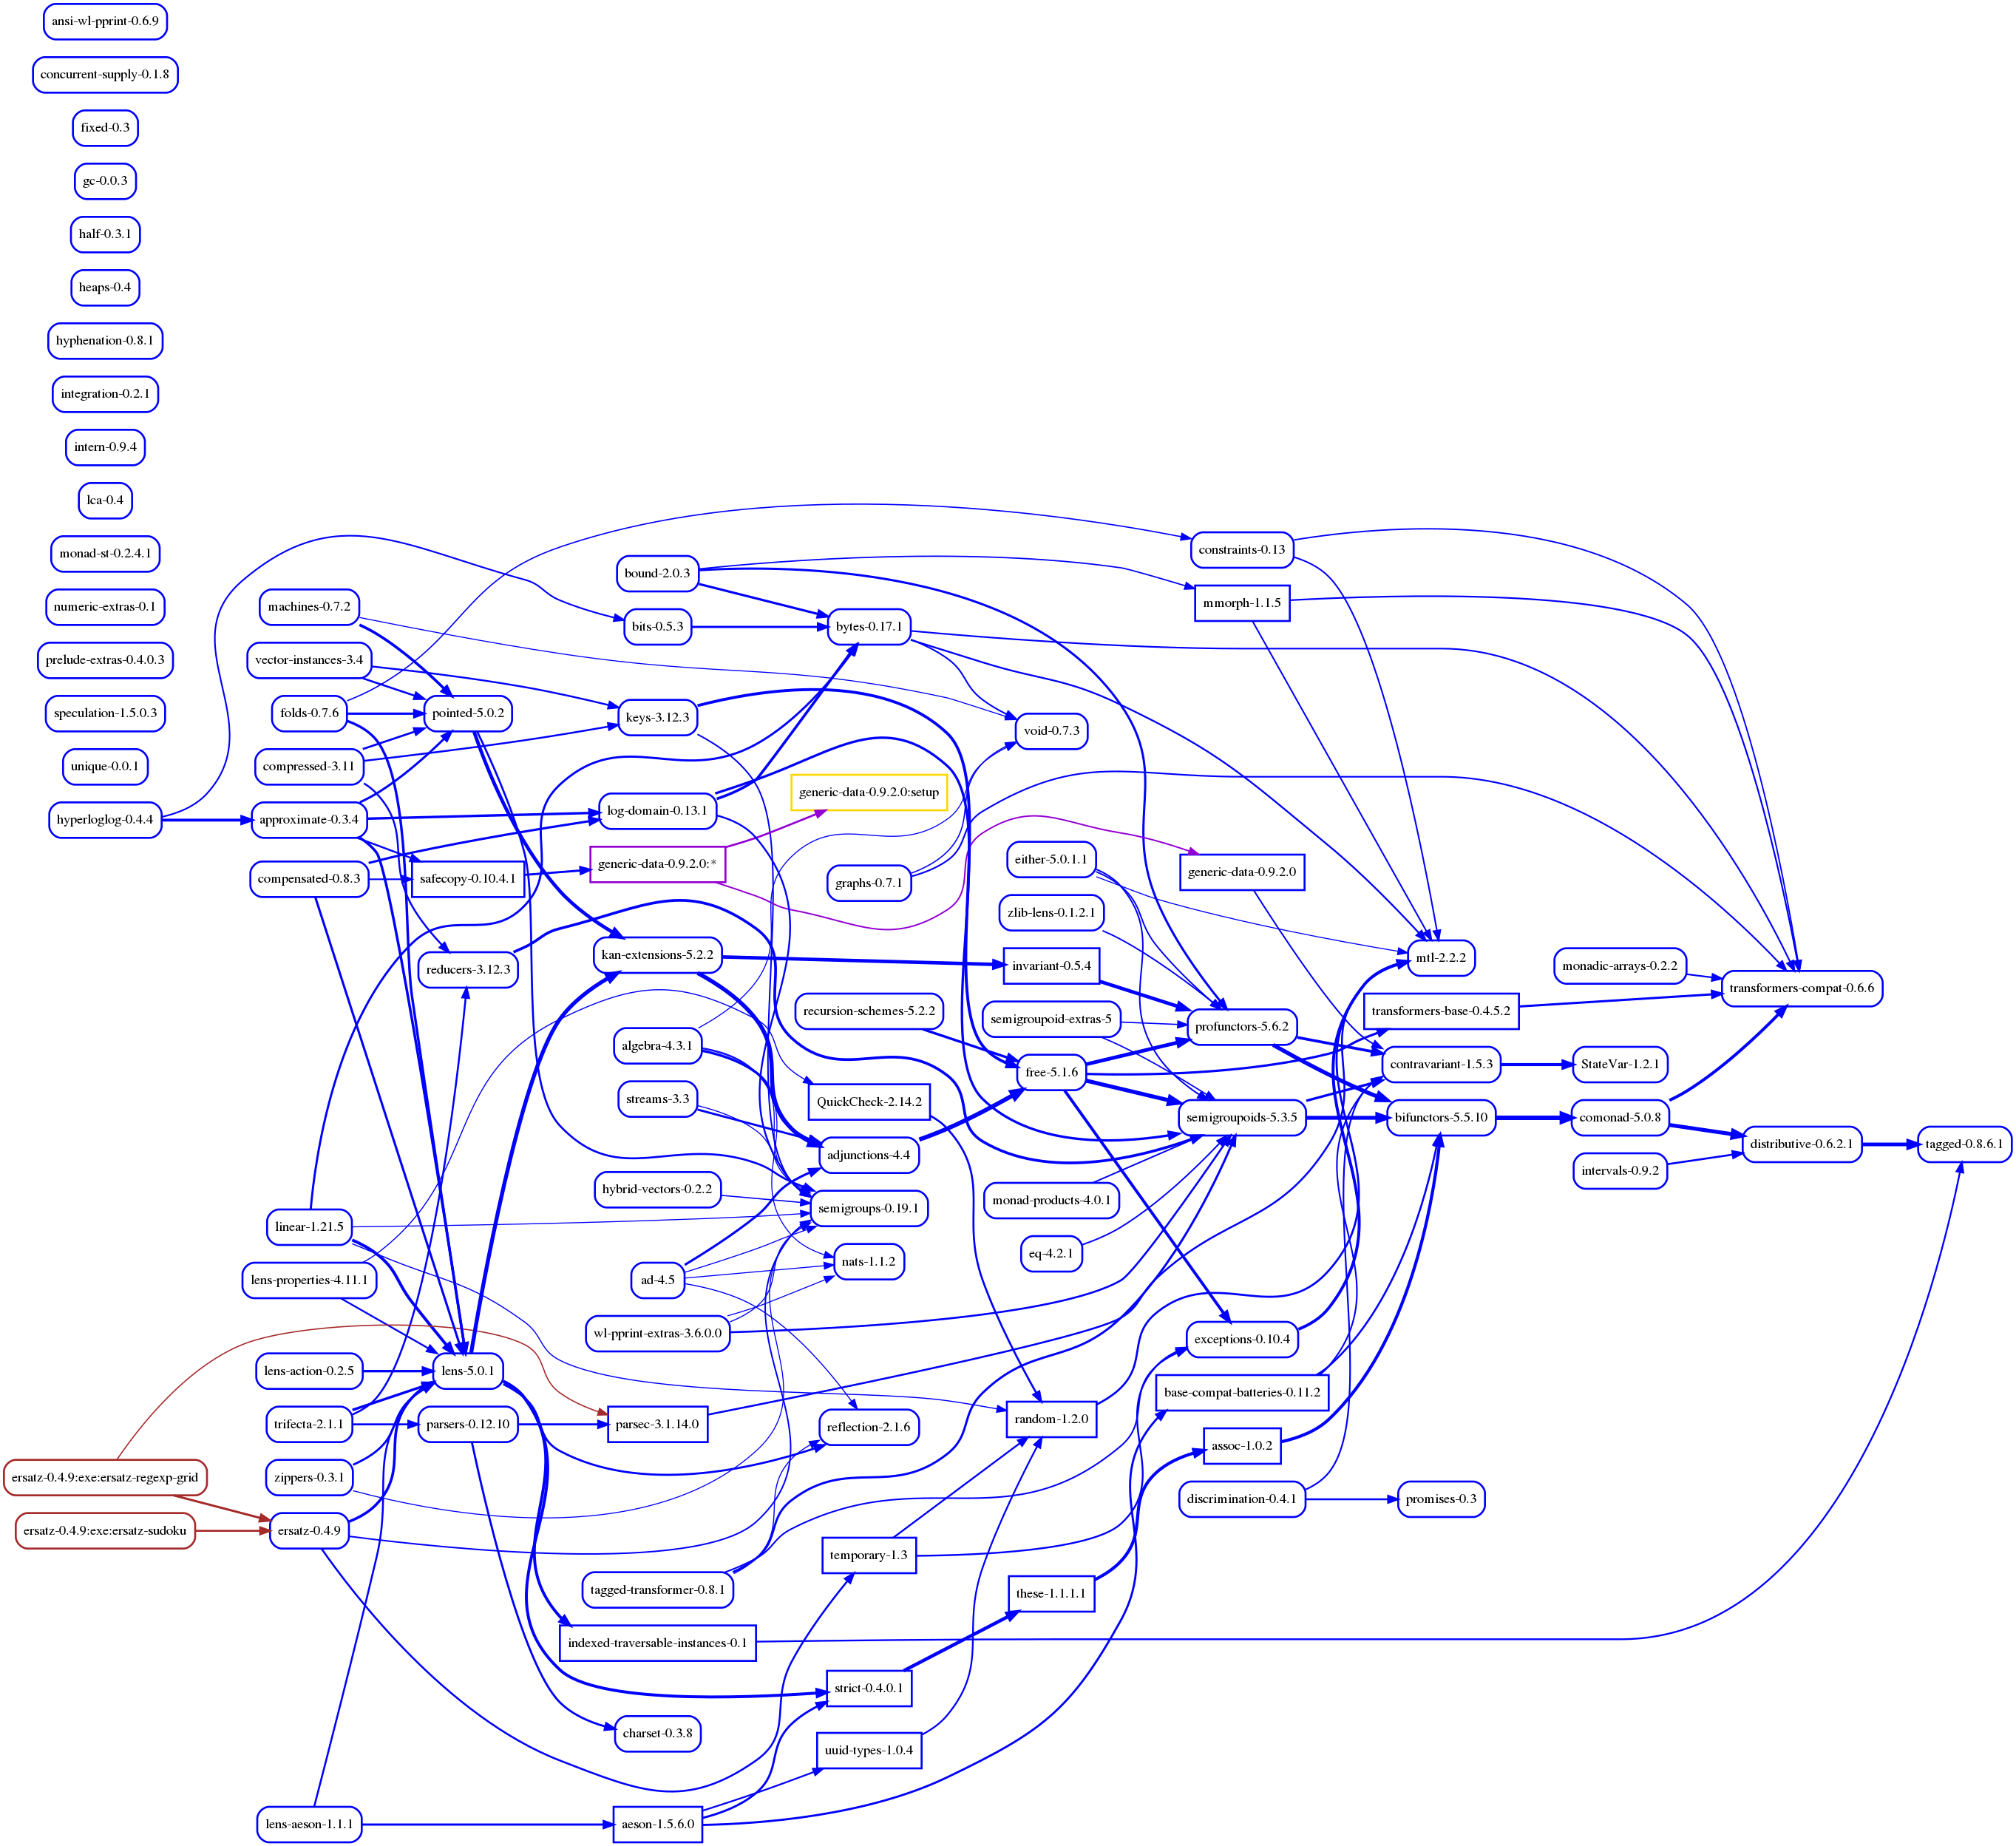 ansi-wl-pprint-0.6.9
concurrent-supply-0.1.8
fixed-0.3
gc-0.0.3
half-0.3.1
heaps-0.4
hyphenation-0.8.1
integration-0.2.1
intern-0.9.4
lca-0.4
monad-st-0.2.4.1
numeric-extras-0.1
prelude-extras-0.4.0.3
speculation-1.5.0.3
unique-0.0.1
hyperloglog-0.4.4
ersatz-0.4.9:exe:ersatz-regexp-grid
ersatz-0.4.9:exe:ersatz-sudoku
machines-0.7.2
vector-instances-3.4
folds-0.7.6
compressed-3.11
approximate-0.3.4
compensated-0.8.3
linear-1.21.5
lens-properties-4.11.1
lens-action-0.2.5
trifecta-2.1.1
zippers-0.3.1
ersatz-0.4.9
lens-aeson-1.1.1
pointed-5.0.2
safecopy-0.10.4.1
reducers-3.12.3
lens-5.0.1
parsers-0.12.10
bound-2.0.3
bits-0.5.3
keys-3.12.3
log-domain-0.13.1
generic-data-0.9.2.0:*
kan-extensions-5.2.2
algebra-4.3.1
streams-3.3
hybrid-vectors-0.2.2
ad-4.5
wl-pprint-extras-3.6.0.0
parsec-3.1.14.0
tagged-transformer-0.8.1
indexed-traversable-instances-0.1
charset-0.3.8
aeson-1.5.6.0
bytes-0.17.1
generic-data-0.9.2.0:setup
graphs-0.7.1
recursion-schemes-5.2.2
QuickCheck-2.14.2
adjunctions-4.4
semigroups-0.19.1
nats-1.1.2
reflection-2.1.6
temporary-1.3
strict-0.4.0.1
uuid-types-1.0.4
void-0.7.3
either-5.0.1.1
zlib-lens-0.1.2.1
invariant-0.5.4
semigroupoid-extras-5
free-5.1.6
monad-products-4.0.1
eq-4.2.1
random-1.2.0
these-1.1.1.1
constraints-0.13
mmorph-1.1.5
generic-data-0.9.2.0
profunctors-5.6.2
semigroupoids-5.3.5
exceptions-0.10.4
base-compat-batteries-0.11.2
assoc-1.0.2
discrimination-0.4.1
mtl-2.2.2
transformers-base-0.4.5.2
contravariant-1.5.3
bifunctors-5.5.10
promises-0.3
monadic-arrays-0.2.2
StateVar-1.2.1
comonad-5.0.8
intervals-0.9.2
transformers-compat-0.6.6
distributive-0.6.2.1
tagged-0.8.6.1